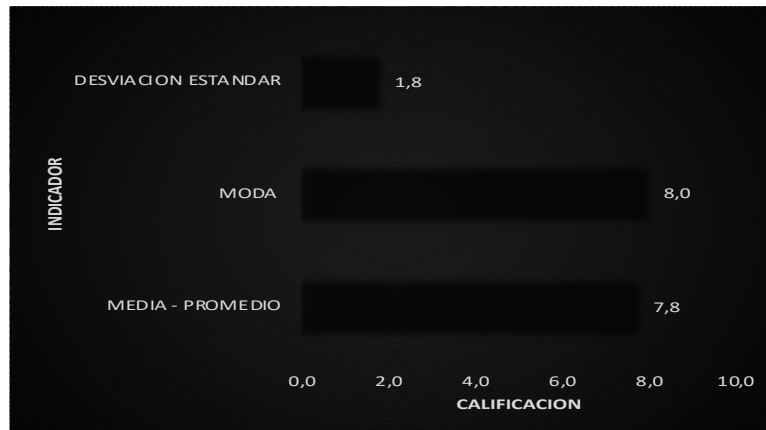 DESVIACION ESTANDAR
1,8
INDICADOR
MODA
8,0
MEDIA - PROMEDIO
7,8
0,0 2,0 4,0 6,0 8,0 10,0
CALIFICACION